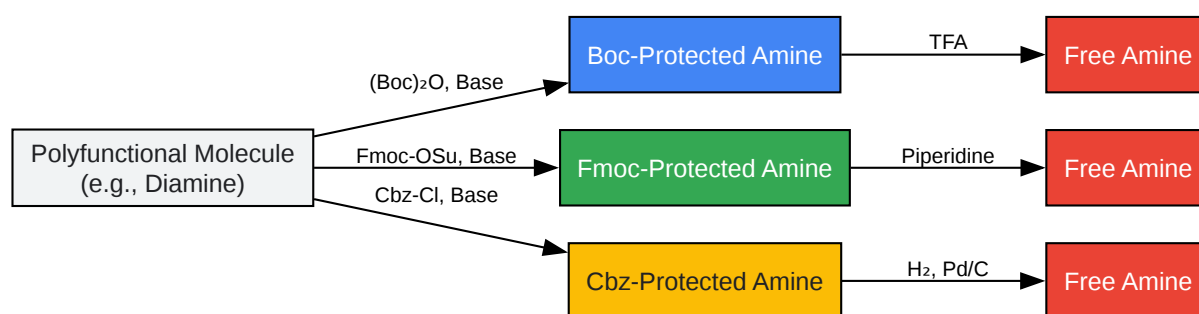 (Boc)₂O, Base
Boc-Protected Amine
TFA
Free Amine
Polyfunctional Molecule
(e.g., Diamine)
Fmoc-OSu, Base
Fmoc-Protected Amine
Piperidine
Free Amine
Cbz-Cl, Base
Cbz-Protected Amine
H₂, Pd/C
Free Amine